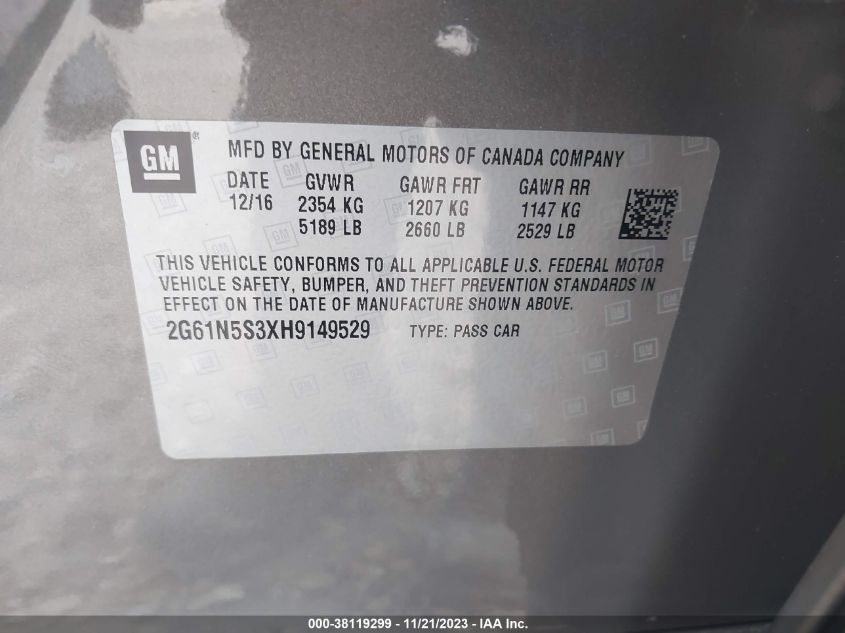 GM
®
MFD BY GENERAL MOTORS OF CANADA COMPANY
DATE GVWR GAWR FRT GAWR RR
12/16 2354 KG 1207 KG 1147 KG
5189 LB 2660 LB 2529 LB
THIS VEHICLE CONFORMS TO ALL APPLICABLE U.S. FEDERAL MOTOR
VEHICLE SAFETY, BUMPER, AND THEFT PREVENTION STANDARDS IN
EFFECT ON THE DATE OF MANUFACTURE SHOWN ABOVE.
2G61N5S3XH9149529 TYPE: PASS CAR
000-38119299 - 11/21/2023 - IAA Inc.